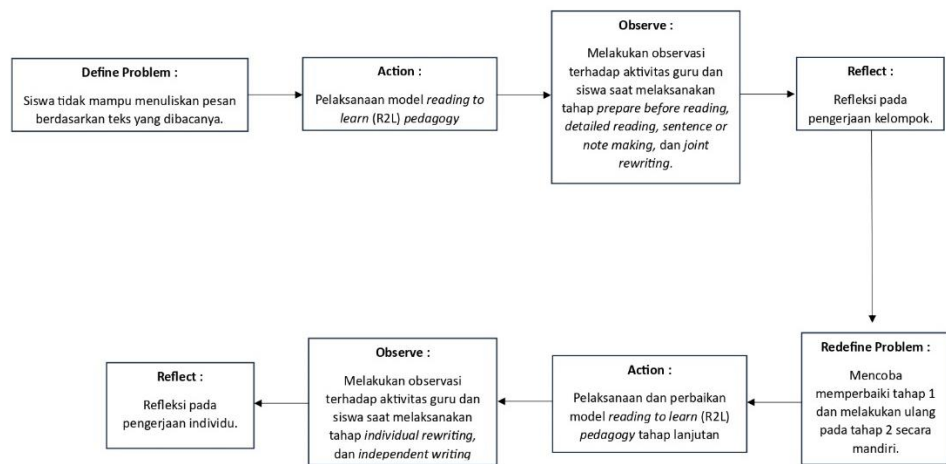 Define Problem :
Siswa tidak mampu menuliskan pesan
berdasarkan teks yang dibacanya.
Action :
Pelaksanaan model reading to
learn (R2L) pedagogy
Observe :
Melakukan observasi
terhadap aktivitas guru dan
siswa saat melaksanakan
tahap prepare before reading,
detailed reading, sentence or
note making, dan joint
rewriting.
Reflect :
Refleksi pada
pengerjaan kelompok.
Redefine Problem :
Mencoba
memperbaiki tahap 1
dan melakukan ulang
pada tahap 2 secara
mandiri.
Action :
Pelaksanaan dan perbaikan
model reading to learn (R2L)
pedagogy tahap lanjutan
Observe :
Melakukan observasi
terhadap aktivitas guru dan
siswa saat melaksanakan
tahap individual rewriting,
dan independent writing
Reflect :
Refleksi pada
pengerjaan individu.